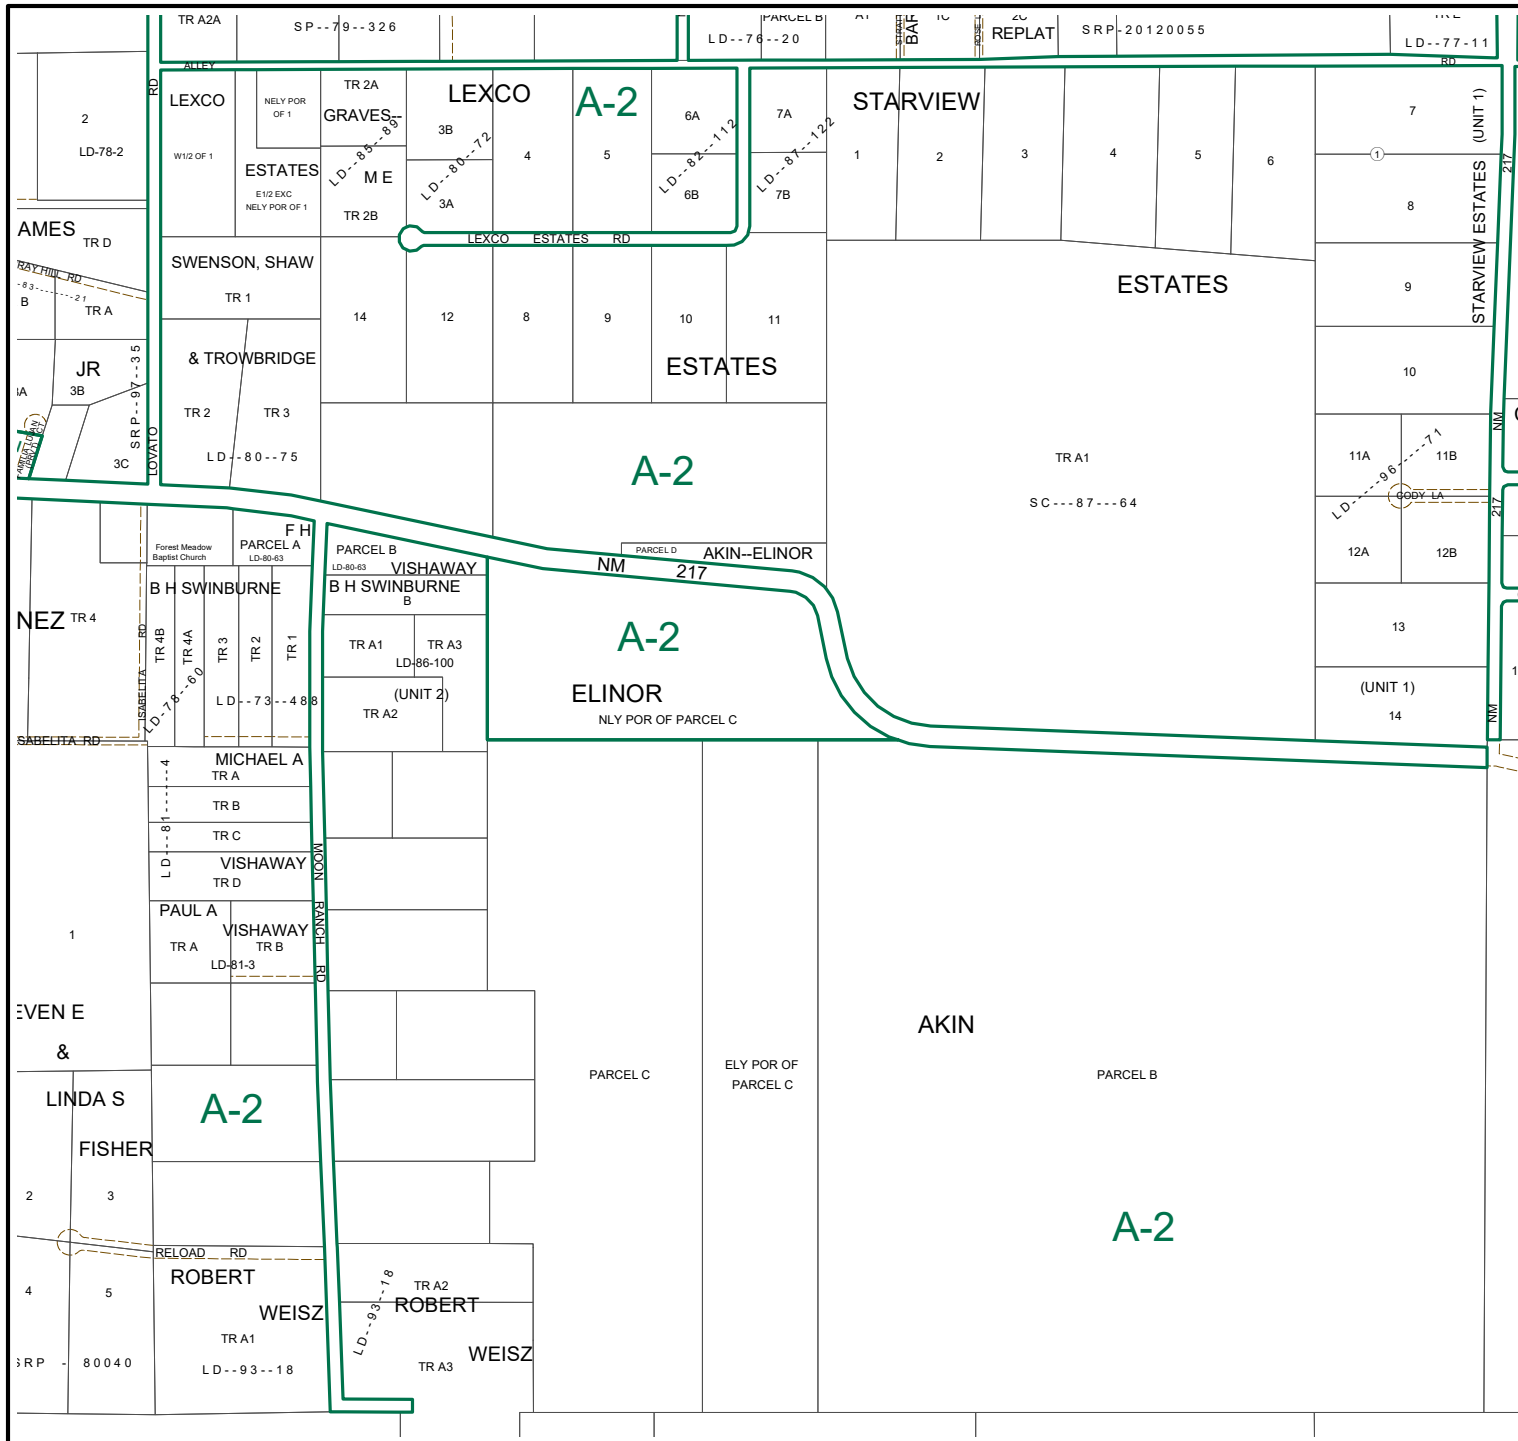 TR A2A
SP--79--326
PARCEL B
LD--76--20
A1
1C
2C
REPLAT
SRP-20120055
LD--77-11
ALLEY
RD
RD
LEXCO
NELY POR
OF 1
W1/2 OF 1
ESTATES
E1/2 EXC
NELY POR OF 1
TR 2A
GRAVES--
LD--85--89
M E
TR 2B
LEXCO
3B
LD--80--72
3A
4
5
A-2
6A
LD--82--112
6B
7A
LD--87--122
7B
STARVIEW
1
2
3
4
5
6
7
1
8
(UNIT 1)
STARVIEW ESTATES
217
2
LD-78-2
AMES
TR D
RAY HILL RD
-83-------21
B
TR A
SWENSON, SHAW
TR 1
LEXCO ESTATES RD
14
12
8
9
10
11
ESTATES
ESTATES
9
10
JR
3B
3C
SRP--97--35
LOVATO
& TROWBRIDGE
TR 2
TR 3
LD--80--75
A-2
TR A1
SC---87---64
11A
11B
LD-----96----71
CODY LA
12A
12B
NM
217
Forest Meadow
Baptist Church
PARCEL A
LD-80-63
F H
PARCEL B
LD-80-63
VISHAWAY
PARCEL D
AKIN--ELINOR
NM 217
B H SWINBURNE
B H SWINBURNE
B
NEZ
TR 4
ISABELITA RD
TR 4B
TR 4A
TR 3
TR 2
TR 1
LD-78--60
LD--73--488
TR A1
TR A3
LD-86-100
(UNIT 2)
TR A2
A-2
ELINOR
NLY POR OF PARCEL C
13
(UNIT 1)
14
NM
SABELITA RD
MICHAEL A
TR A
TR B
TR C
LD---81-----4
VISHAWAY
TR D
PAUL A
VISHAWAY
TR A
TR B
LD-81-3
MOON RANCH RD
1
EVEN E
&
LINDA S
FISHER
A-2
AKIN
PARCEL C
ELY POR OF
PARCEL C
PARCEL B
A-2
2
3
RELOAD RD
4
5
SRP - 80040
ROBERT
WEISZ
TR A1
LD--93--18
LD--93--18
TR A2
ROBERT
WEISZ
TR A3